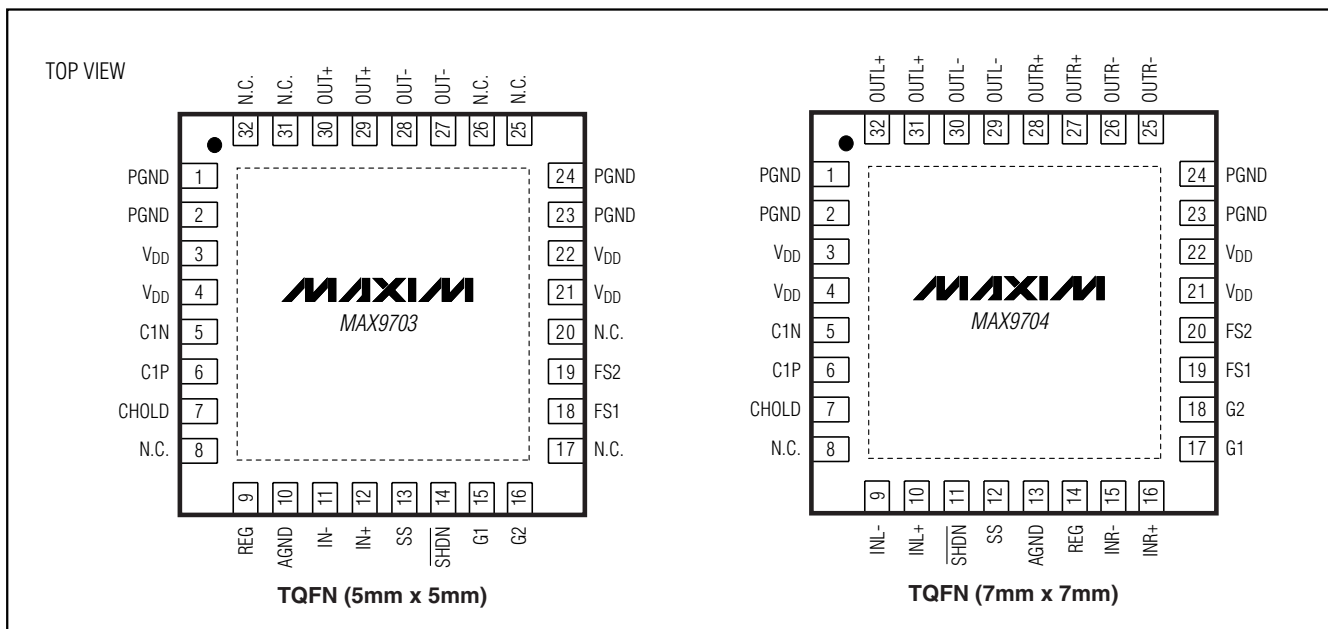 TOP VIEW
N.C.
N.C.
OUT+
OUT+
OUT-
OUT-
N.C.
N.C.
32
31
30
29
28
27
26
25
PGND 1
PGND 2
VDD 3
VDD 4
C1N 5
C1P 6
CHOLD 7
N.C. 8
24 PGND
23 PGND
22 VDD
21 VDD
20 N.C.
19 FS2
18 FS1
17 N.C.
MAXIM
MAX9703
9
10
11
12
13
14
15
16
REG
AGND
IN-
IN+
SS
SHDN
G1
G2
TQFN (5mm x 5mm)
OUTL+
OUTL+
OUTL-
OUTL-
OUTR+
OUTR+
OUTR-
OUTR-
32
31
30
29
28
27
26
25
PGND 1
PGND 2
VDD 3
VDD 4
C1N 5
C1P 6
CHOLD 7
N.C. 8
24 PGND
23 PGND
22 VDD
21 VDD
20 FS2
19 FS1
18 G2
17 G1
MAXIM
MAX9704
9
10
11
12
13
14
15
16
INL-
INL+
SHDN
SS
AGND
REG
INR-
INR+
TQFN (7mm x 7mm)